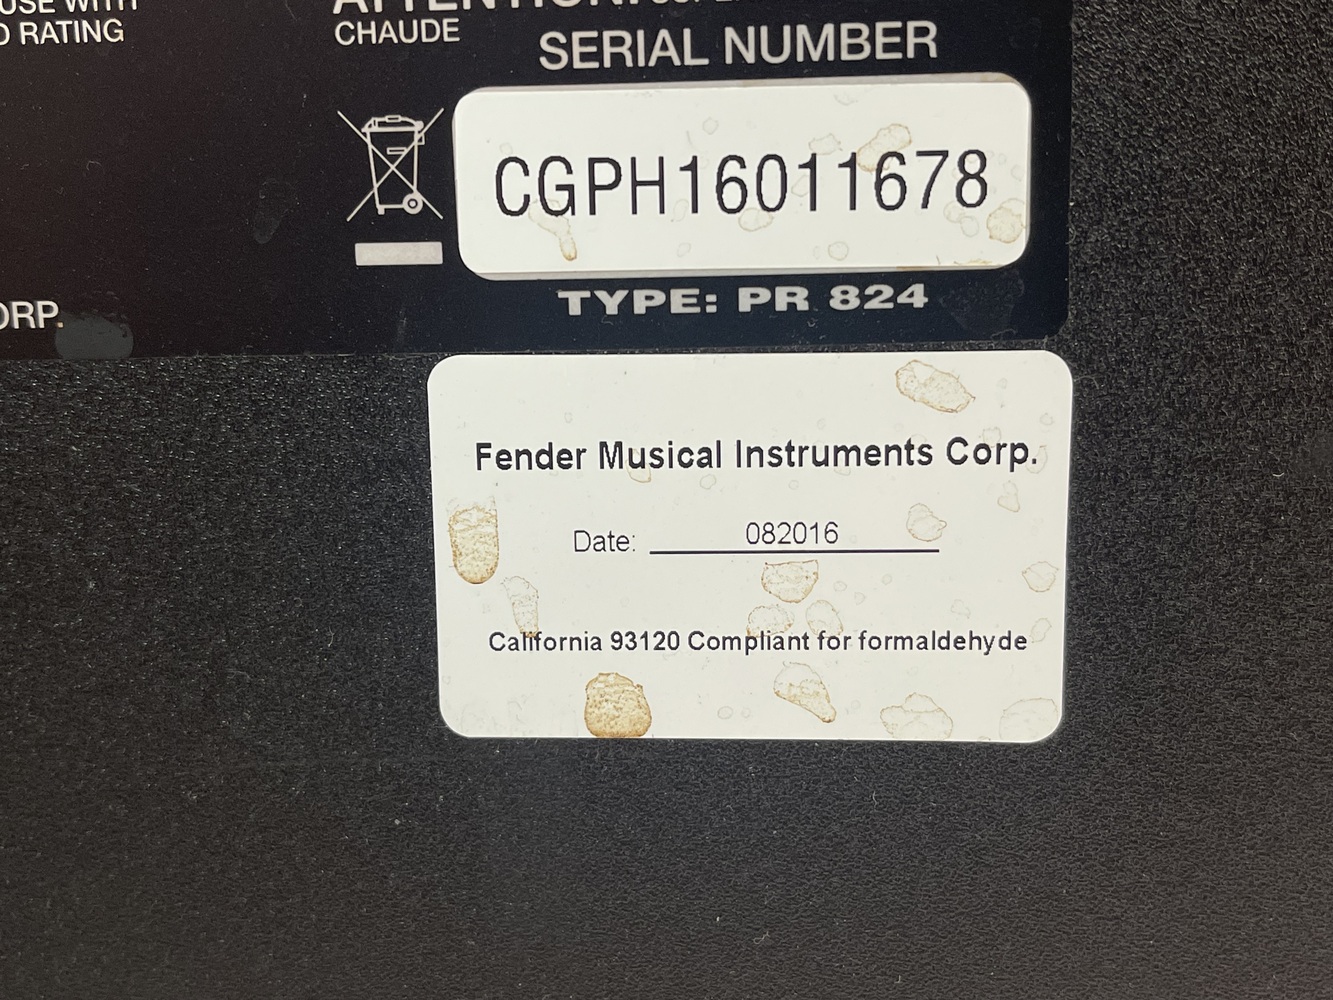 USE WITH
D RATING
ATTENTION:
CHAUDE
SERIAL NUMBER
CGPH16011678
ORP.
TYPE: PR 824
Fender Musical Instruments Corp.
Date: 082016
California 93120 Compliant for formaldehyde